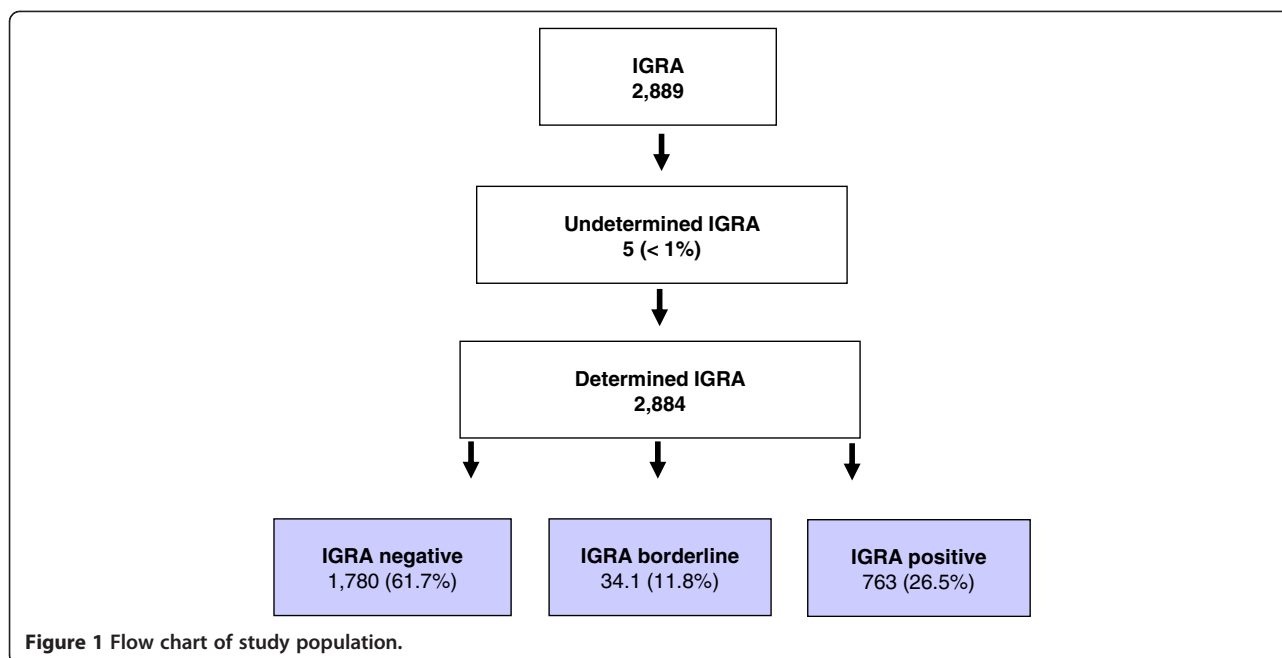 IGRA
2,889
Undetermined IGRA
5 (< 1%)
Determined IGRA
2,884
IGRA negative
1,780 (61.7%)
IGRA borderline
34.1 (11.8%)
IGRA positive
763 (26.5%)
Figure 1 Flow chart of study population.